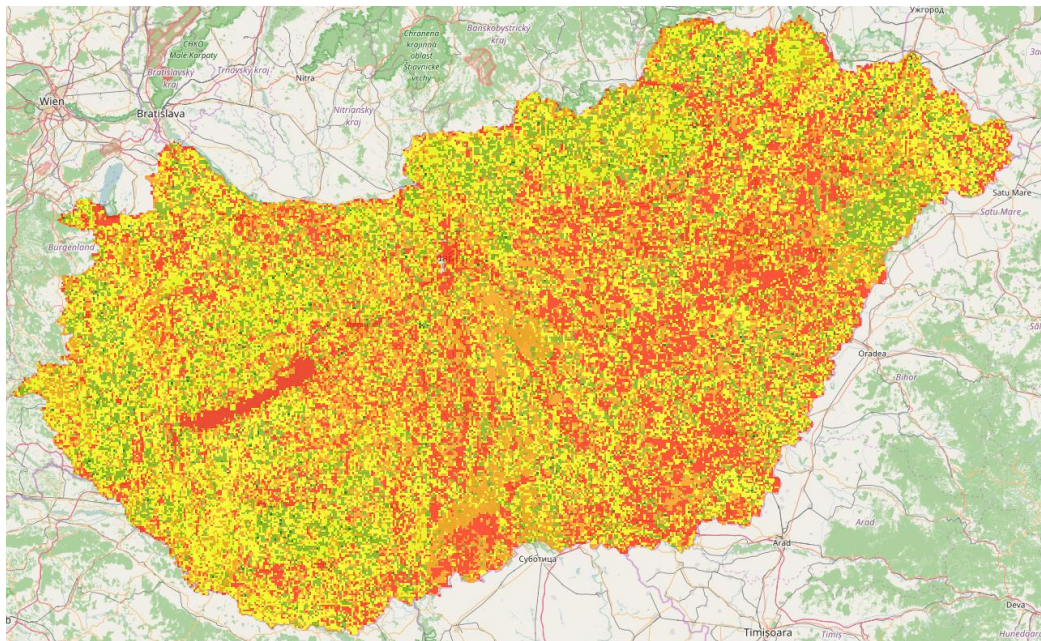 Ужгород
Banskobystrický
kraj
Chránená
krajinná
oblasť
Štiavnické
vrchy
CHKO
Malé Karpaty
Bratislavský
kraj
Trnavský kraj
Nitra
Wien
Bratislava
Nitriansky
kraj
Satu Mare
Satu Mare
Burgenland
Oradea
Bihor
Arad
Суботица
Arad
Deva
Timișoara
Timiș